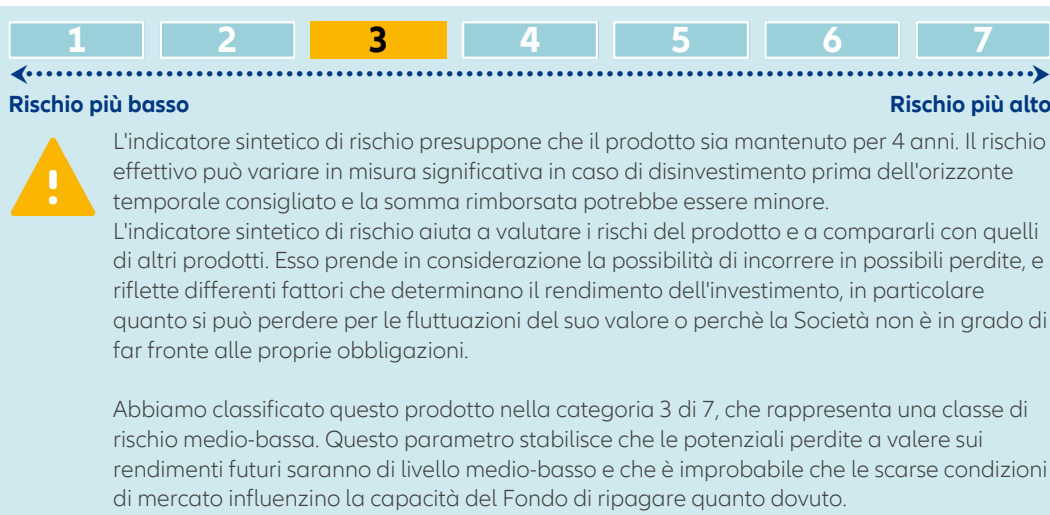 1 2 3 4 5 6 7
Rischio più basso Rischio più alto
L'indicatore sintetico di rischio presuppone che il prodotto sia mantenuto per 4 anni. Il rischio
effettivo può variare in misura significativa in caso di disinvestimento prima dell'orizzonte
temporale consigliato e la somma rimborsata potrebbe essere minore.
L'indicatore sintetico di rischio aiuta a valutare i rischi del prodotto e a compararli con quelli
di altri prodotti. Esso prende in considerazione la possibilità di incorrere in possibili perdite, e
riflette differenti fattori che determinano il rendimento dell'investimento, in particolare
quanto si può perdere per le fluttuazioni del suo valore o perchè la Società non è in grado di
far fronte alle proprie obbligazioni.
Abbiamo classificato questo prodotto nella categoria 3 di 7, che rappresenta una classe di
rischio medio-bassa. Questo parametro stabilisce che le potenziali perdite a valere sui
rendimenti futuri saranno di livello medio-basso e che è improbabile che le scarse condizioni
di mercato influenzino la capacità del Fondo di ripagare quanto dovuto.